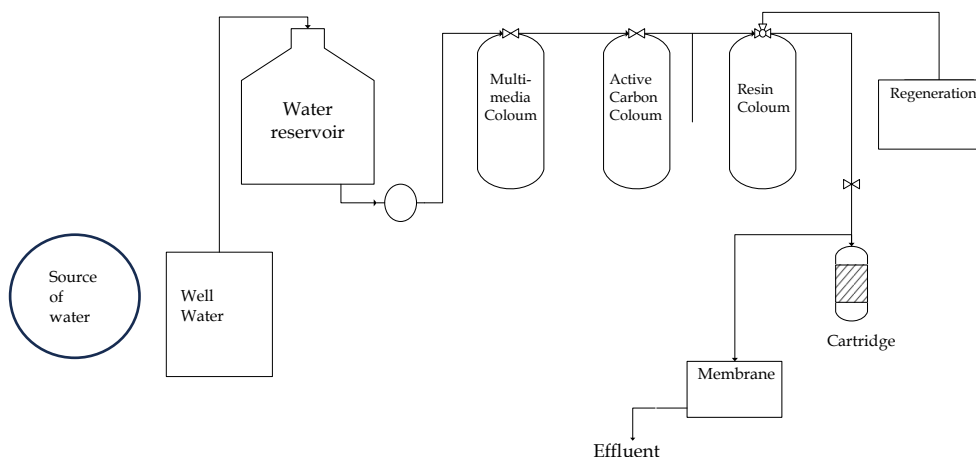 Source
of
water
Well
Water
Water
reservoir
Multi-
media
Coloum
Active
Carbon
Coloum
Resin
Coloum
Regeneration
Cartridge
Membrane
Effluent